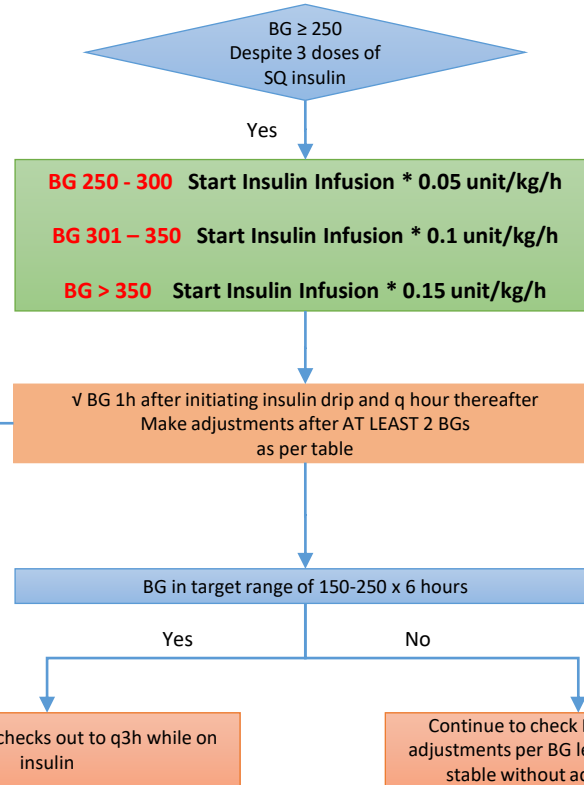 BG ≥ 250
Despite 3 doses of
SQ insulin
Yes
BG 250 - 300 Start Insulin Infusion * 0.05 unit/kg/h
BG 301 – 350 Start Insulin Infusion * 0.1 unit/kg/h
BG > 350 Start Insulin Infusion * 0.15 unit/kg/h
√ BG 1h after initiating insulin drip and q hour thereafter
Make adjustments after AT LEAST 2 BGs
as per table
BG in target range of 150-250 x 6 hours
Yes
No
checks out to q3h while on
insulin
Continue to check
adjustments per BG
stable without